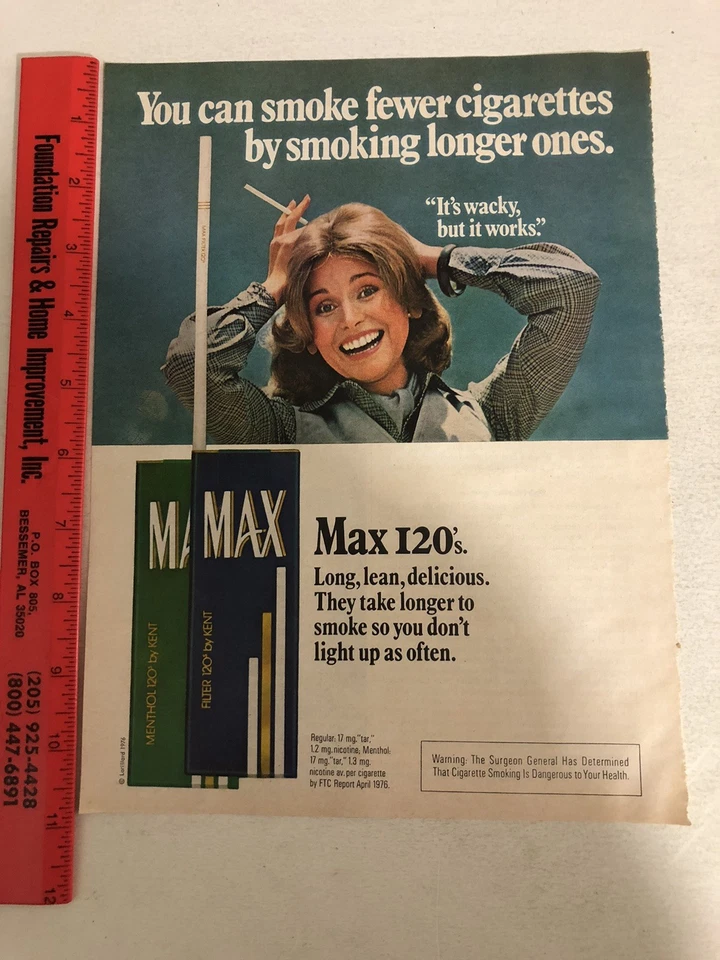 You can smoke fewer cigarettes
by smoking longer ones.
“It’s wacky,
but it works.”
MAX
MA
MAX
MENTHOL 120's by KENT
FILTER 120's by KENT
Max 120's.
Long, lean, delicious.
They take longer to
smoke so you don't
light up as often.
Regular: 17 mg. "tar,"
1.2 mg. nicotine; Menthol:
17 mg. "tar," 1.3 mg.
nicotine av. per cigarette
by FTC Report April 1976.
Warning: The Surgeon General Has Determined
That Cigarette Smoking Is Dangerous to Your Health.
© Lorillard 1976
Foundation Repairs & Home Improvement, Inc.
P.O. BOX 805,
BESSEMER, AL 35020
(205) 925-4428
(800) 447-6891
1
2
3
4
5
6
7
8
9
10
11
12